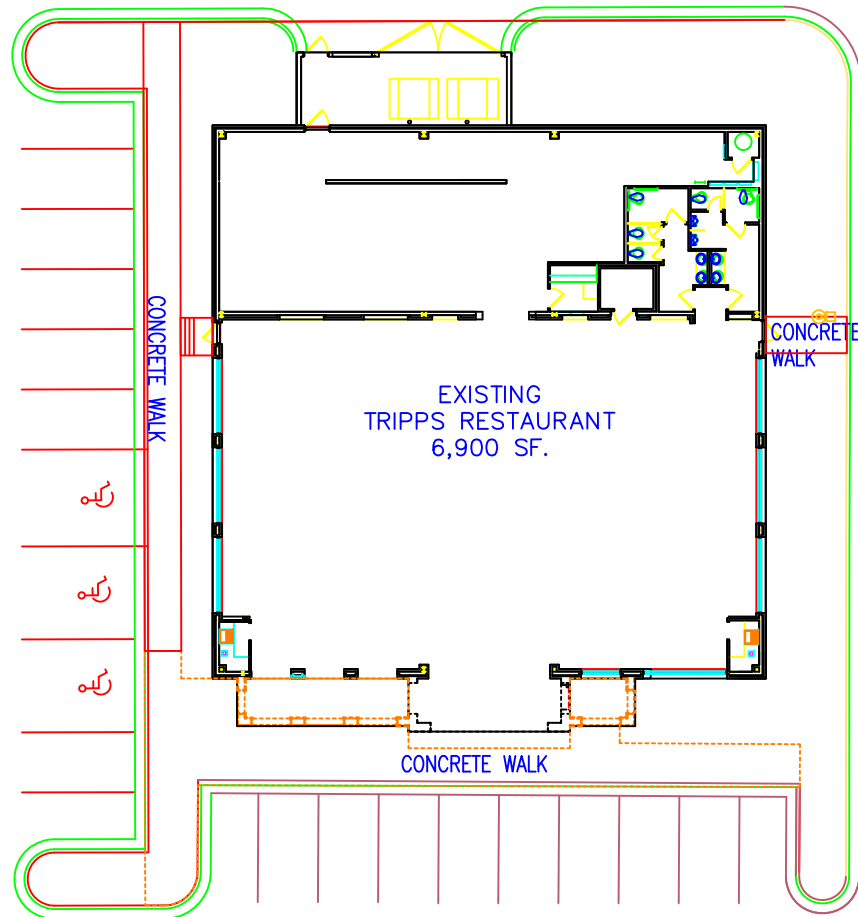 CONCRETE WALK
CONCRETE
WALK
EXISTING
TRIPPS RESTAURANT
6,900 SF.
CONCRETE WALK